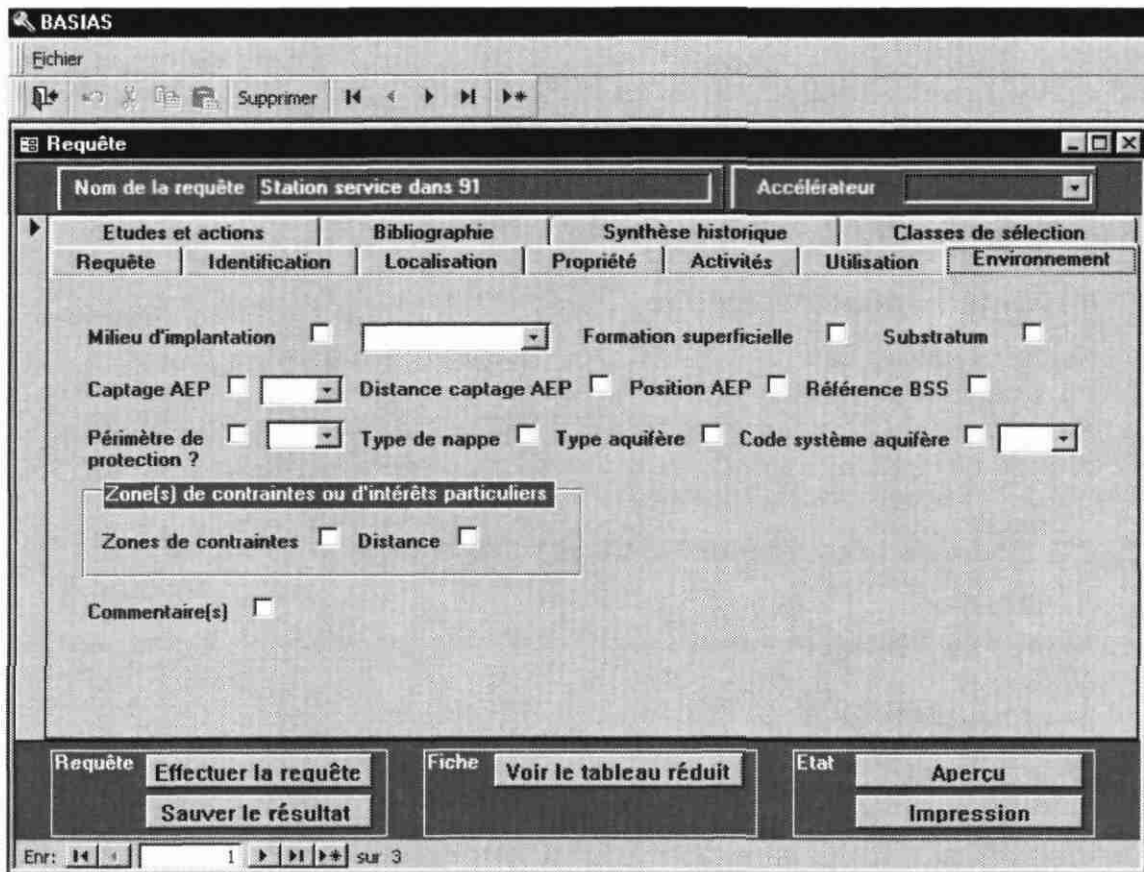 BASIAS
Fichier
Supprimer
Requête
Nom de la requête Station service dans 91 Accélérateur
Etudes et actions Bibliographie Synthèse historique Classes de sélection
Requête Identification Localisation Propriété Activités Utilisation Environnement
Milieu d'implantation Formation superficielle Substratum
Captage AEP Distance captage AEP Position AEP Référence BSS
Périmètre de protection ? Type de nappe Type aquifère Code système aquifère
Zone(s) de contraintes ou d'intérêts particuliers
Zones de contraintes Distance
Commentaire(s)
Requête Effectuer la requête Fiche Voir le tableau réduit Etat Aperçu
Sauver le résultat Impression
Enr: 1 sur 3